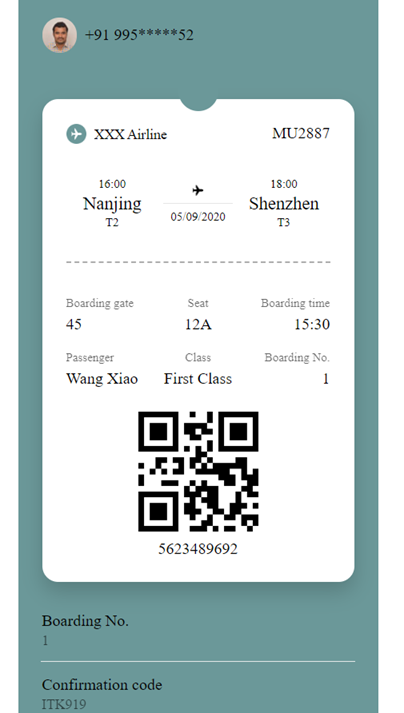 +91 995*****52
XXX Airline MU2887
16:00 18:00
Nanjing Shenzhen
T2 05/09/2020 T3
Boarding gate Seat Boarding time
45 12A 15:30
Passenger Class Boarding No.
Wang Xiao First Class 1
5623489692
Boarding No.
1
Confirmation code
ITK919